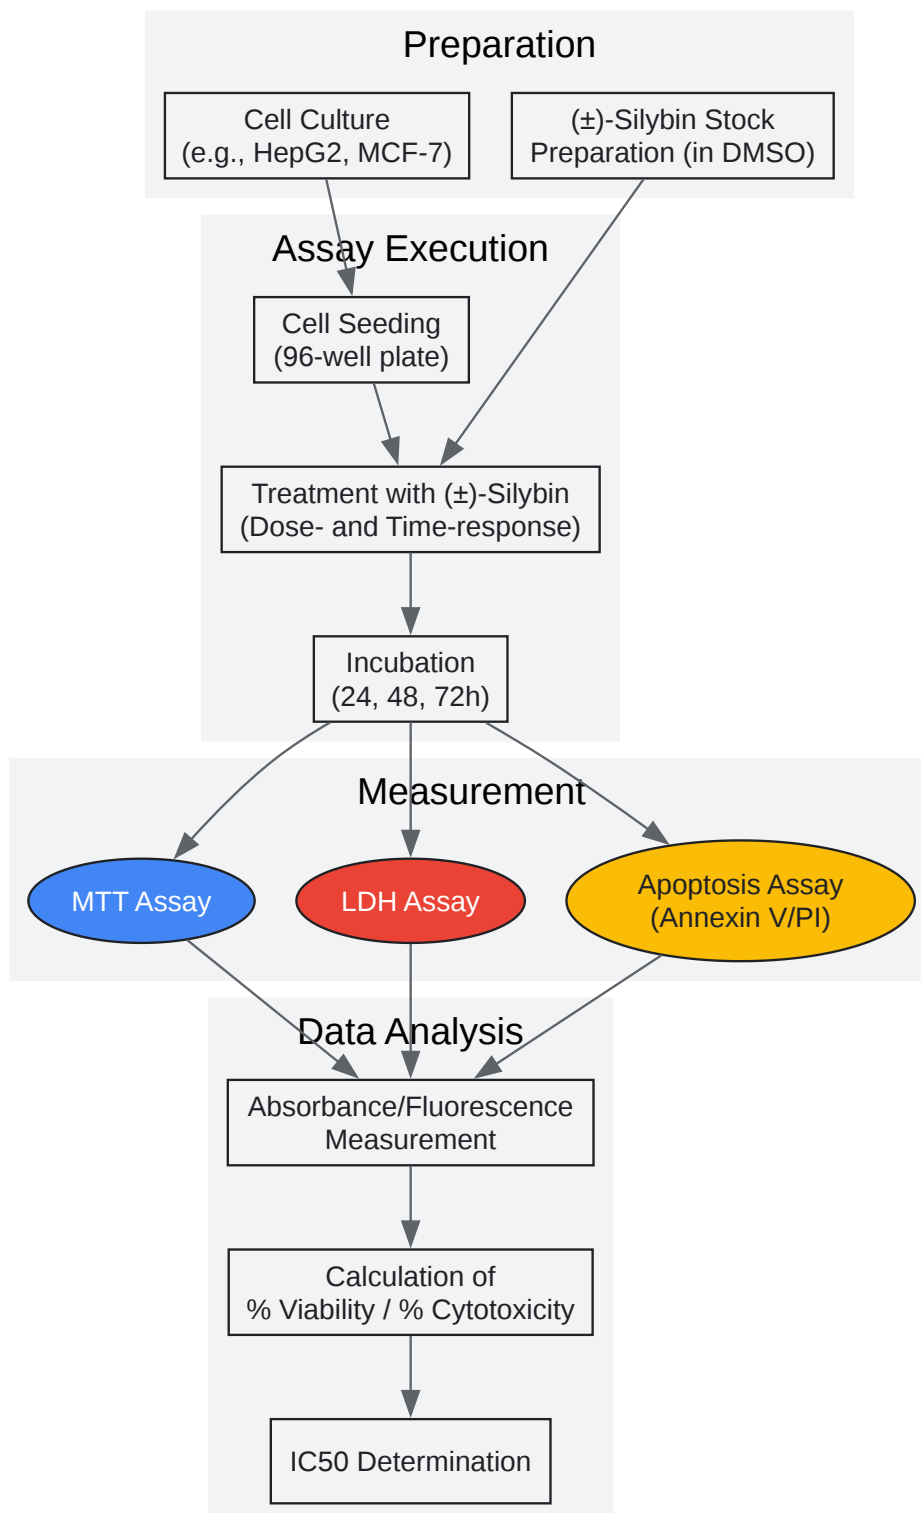 Preparation
Cell Culture
(e.g., HepG2, MCF-7)
(±)-Silybin Stock
Preparation (in DMSO)
Assay Execution
Cell Seeding
(96-well plate)
Treatment with (±)-Silybin
(Dose- and Time-response)
Incubation
(24, 48, 72h)
Measurement
MTT Assay
LDH Assay
Apoptosis Assay
(Annexin V/PI)
Data Analysis
Absorbance/Fluorescence
Measurement
Calculation of
% Viability / % Cytotoxicity
IC50 Determination